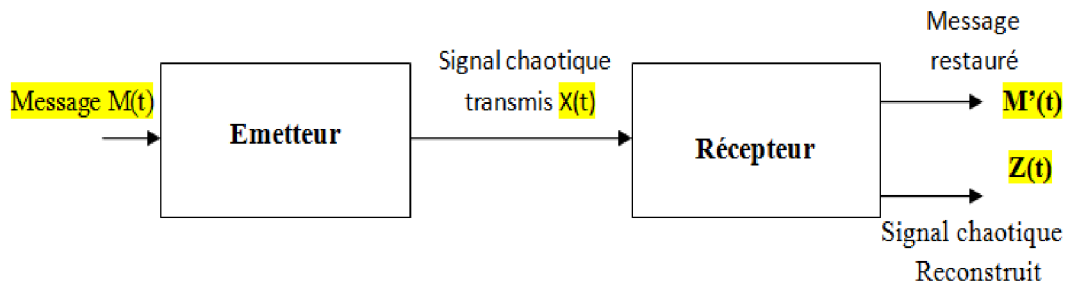 Message M(t)
Emetteur
Signal chaotique
transmis X(t)
Récepteur
Message
restauré
M’(t)
Z(t)
Signal chaotique
Reconstruit